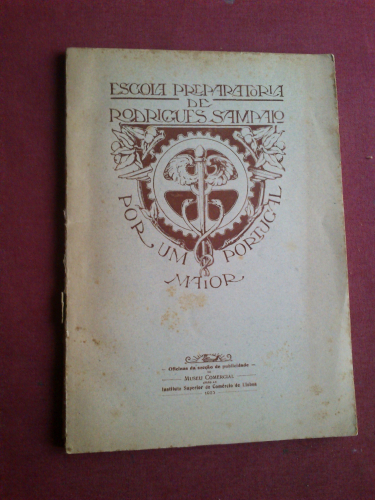 ESCOLA PREPARATORIA
DE
RODRIGUES SAMPAIO
POR UM PORTUGAL
MAIOR
Oficinas da secção de publicidade
MUSEU COMERCIAL
Instituto Superior de Comércio de Lisboa